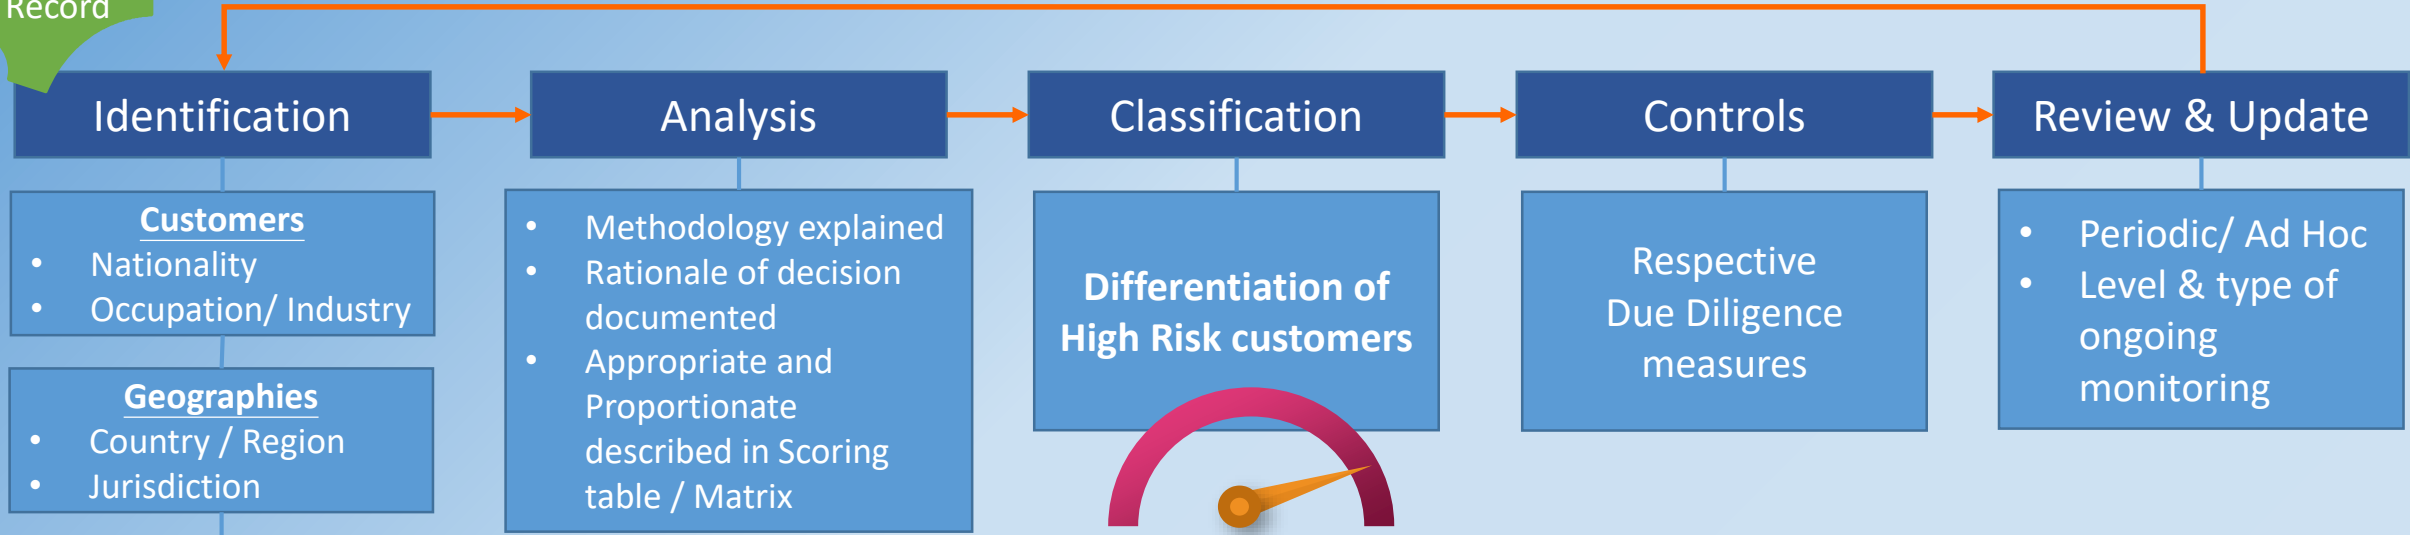 Record
Identification
Analysis
Classification
Controls
Review & Update
Customers
• Nationality
• Occupation/ Industry
Geographies
• Country / Region
• Jurisdiction
• Methodology explained
• Rationale of decision
documented
• Appropriate and
Proportionate
described in Scoring
table / Matrix
Differentiation of
High Risk customers
Respective
Due Diligence
measures
• Periodic/ Ad Hoc
• Level & type of
ongoing
monitoring